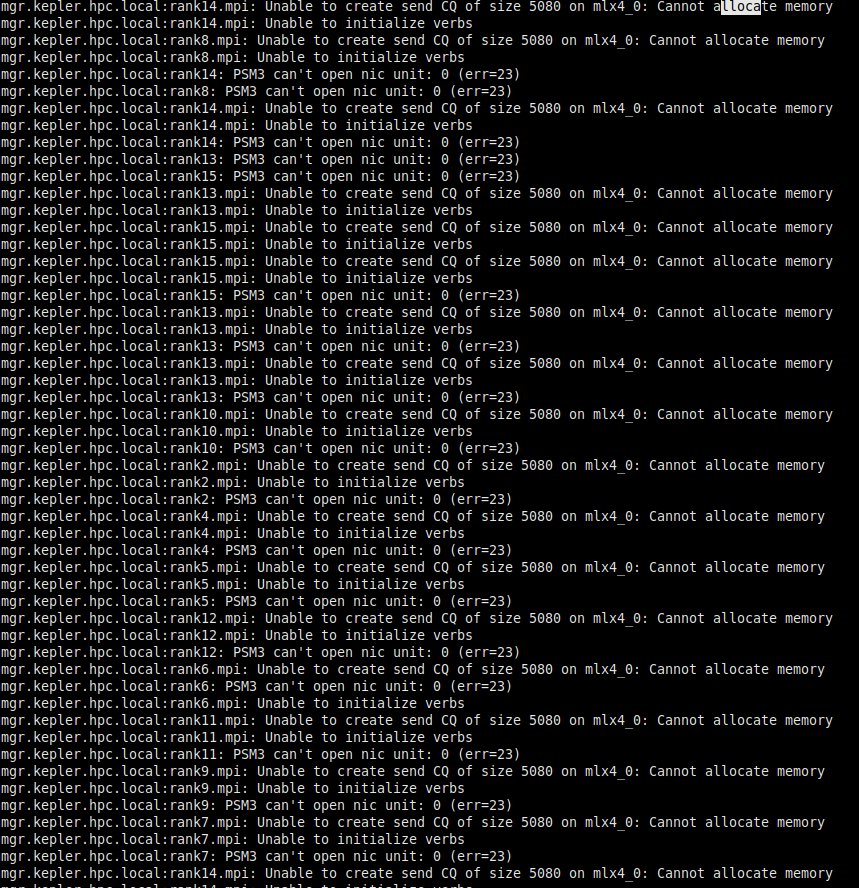 mgr.kepler.hpc.local:rank14.mpi: Unable to create send CQ of size 5080 on mlx4_0: Cannot allocate memory
mgr.kepler.hpc.local:rank14.mpi: Unable to initialize verbs
mgr.kepler.hpc.local:rank8.mpi: Unable to create send CQ of size 5080 on mlx4_0: Cannot allocate memory
mgr.kepler.hpc.local:rank8.mpi: Unable to initialize verbs
mgr.kepler.hpc.local:rank14: PSM3 can't open nic unit: 0 (err=23)
mgr.kepler.hpc.local:rank8: PSM3 can't open nic unit: 0 (err=23)
mgr.kepler.hpc.local:rank14.mpi: Unable to create send CQ of size 5080 on mlx4_0: Cannot allocate memory
mgr.kepler.hpc.local:rank14.mpi: Unable to initialize verbs
mgr.kepler.hpc.local:rank14: PSM3 can't open nic unit: 0 (err=23)
mgr.kepler.hpc.local:rank13: PSM3 can't open nic unit: 0 (err=23)
mgr.kepler.hpc.local:rank15: PSM3 can't open nic unit: 0 (err=23)
mgr.kepler.hpc.local:rank13.mpi: Unable to create send CQ of size 5080 on mlx4_0: Cannot allocate memory
mgr.kepler.hpc.local:rank13.mpi: Unable to initialize verbs
mgr.kepler.hpc.local:rank15.mpi: Unable to create send CQ of size 5080 on mlx4_0: Cannot allocate memory
mgr.kepler.hpc.local:rank15.mpi: Unable to initialize verbs
mgr.kepler.hpc.local:rank15.mpi: Unable to create send CQ of size 5080 on mlx4_0: Cannot allocate memory
mgr.kepler.hpc.local:rank15.mpi: Unable to initialize verbs
mgr.kepler.hpc.local:rank15: PSM3 can't open nic unit: 0 (err=23)
mgr.kepler.hpc.local:rank13.mpi: Unable to create send CQ of size 5080 on mlx4_0: Cannot allocate memory
mgr.kepler.hpc.local:rank13.mpi: Unable to initialize verbs
mgr.kepler.hpc.local:rank13: PSM3 can't open nic unit: 0 (err=23)
mgr.kepler.hpc.local:rank13.mpi: Unable to create send CQ of size 5080 on mlx4_0: Cannot allocate memory
mgr.kepler.hpc.local:rank13.mpi: Unable to initialize verbs
mgr.kepler.hpc.local:rank13: PSM3 can't open nic unit: 0 (err=23)
mgr.kepler.hpc.local:rank10.mpi: Unable to create send CQ of size 5080 on mlx4_0: Cannot allocate memory
mgr.kepler.hpc.local:rank10.mpi: Unable to initialize verbs
mgr.kepler.hpc.local:rank10: PSM3 can't open nic unit: 0 (err=23)
mgr.kepler.hpc.local:rank2.mpi: Unable to create send CQ of size 5080 on mlx4_0: Cannot allocate memory
mgr.kepler.hpc.local:rank2.mpi: Unable to initialize verbs
mgr.kepler.hpc.local:rank2: PSM3 can't open nic unit: 0 (err=23)
mgr.kepler.hpc.local:rank4.mpi: Unable to create send CQ of size 5080 on mlx4_0: Cannot allocate memory
mgr.kepler.hpc.local:rank4.mpi: Unable to initialize verbs
mgr.kepler.hpc.local:rank4: PSM3 can't open nic unit: 0 (err=23)
mgr.kepler.hpc.local:rank5.mpi: Unable to create send CQ of size 5080 on mlx4_0: Cannot allocate memory
mgr.kepler.hpc.local:rank5.mpi: Unable to initialize verbs
mgr.kepler.hpc.local:rank5: PSM3 can't open nic unit: 0 (err=23)
mgr.kepler.hpc.local:rank12.mpi: Unable to create send CQ of size 5080 on mlx4_0: Cannot allocate memory
mgr.kepler.hpc.local:rank12.mpi: Unable to initialize verbs
mgr.kepler.hpc.local:rank12: PSM3 can't open nic unit: 0 (err=23)
mgr.kepler.hpc.local:rank6.mpi: Unable to create send CQ of size 5080 on mlx4_0: Cannot allocate memory
mgr.kepler.hpc.local:rank6: PSM3 can't open nic unit: 0 (err=23)
mgr.kepler.hpc.local:rank6.mpi: Unable to initialize verbs
mgr.kepler.hpc.local:rank11.mpi: Unable to create send CQ of size 5080 on mlx4_0: Cannot allocate memory
mgr.kepler.hpc.local:rank11.mpi: Unable to initialize verbs
mgr.kepler.hpc.local:rank11: PSM3 can't open nic unit: 0 (err=23)
mgr.kepler.hpc.local:rank9.mpi: Unable to create send CQ of size 5080 on mlx4_0: Cannot allocate memory
mgr.kepler.hpc.local:rank9.mpi: Unable to initialize verbs
mgr.kepler.hpc.local:rank9: PSM3 can't open nic unit: 0 (err=23)
mgr.kepler.hpc.local:rank7.mpi: Unable to create send CQ of size 5080 on mlx4_0: Cannot allocate memory
mgr.kepler.hpc.local:rank7.mpi: Unable to initialize verbs
mgr.kepler.hpc.local:rank7: PSM3 can't open nic unit: 0 (err=23)
mgr.kepler.hpc.local:rank14.mpi: Unable to create send CQ of size 5080 on mlx4_0: Cannot allocate memory
mgr.kepler.hpc.local:rank14.mpi: Unable to initialize verbs